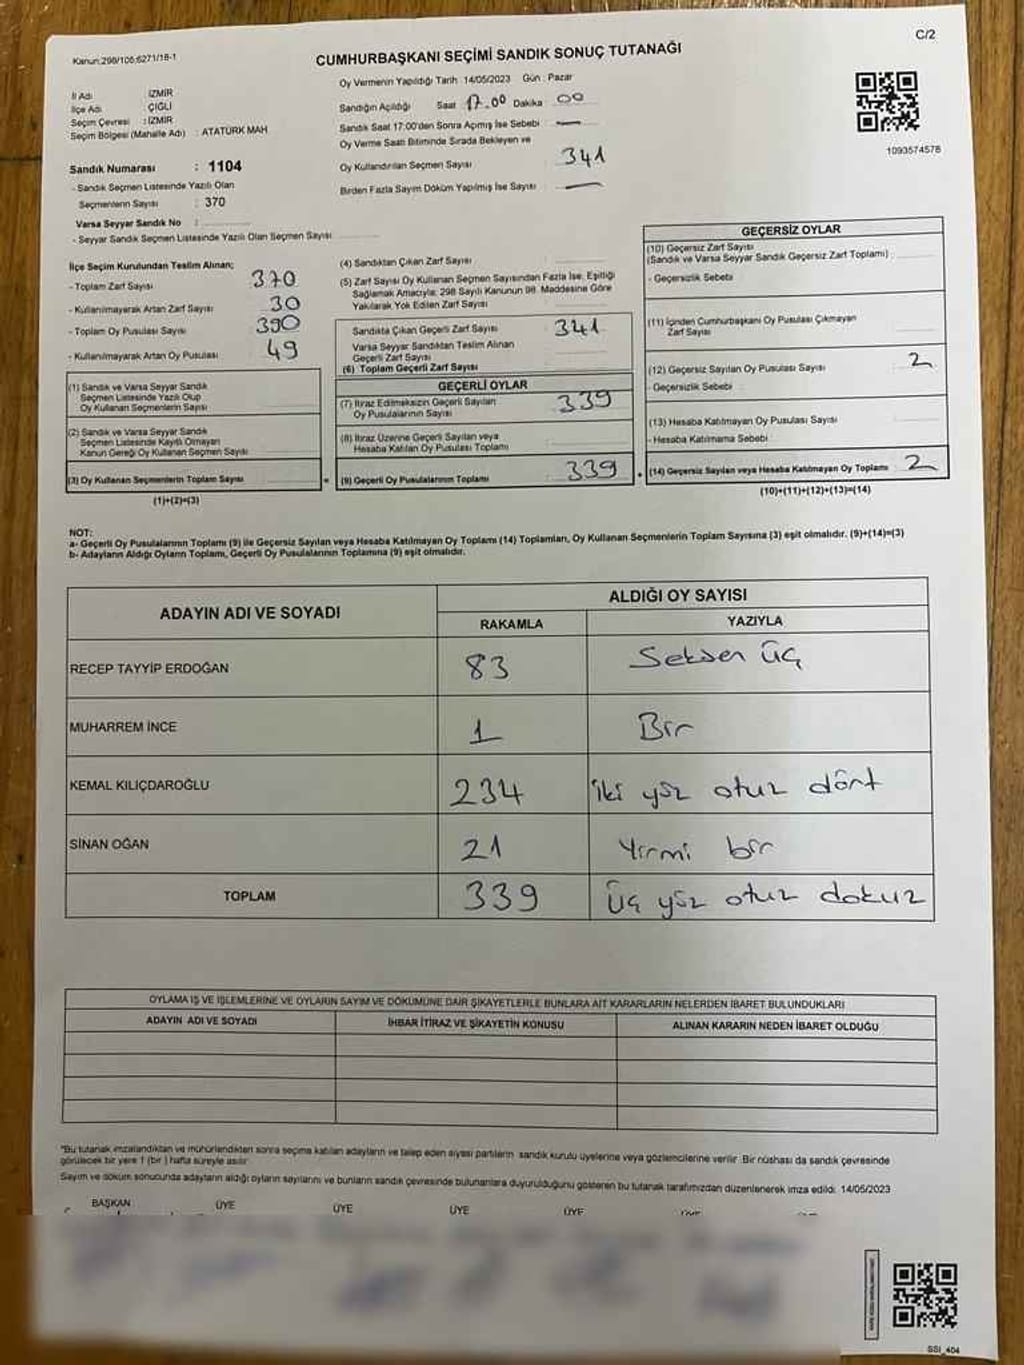 Kanun:298/105;6271/18-1
C/2
CUMHURBAŞKANI SEÇİMİ SANDIK SONUÇ TUTANAĞI
Oy Vermenin Yapıldığı Tarih : 14/05/2023 Gün : Pazar
İl Adı : İZMİR
İlçe Adı : ÇİĞLİ
Seçim Çevresi : İZMİR
Seçim Bölgesi (Mahalle Adı) : ATATÜRK MAH
Sandığın Açıldığı Saat 17.00 Dakika 00
Sandık Saat 17:00'den Sonra Açmış İse Sebebi : —
Oy Verme Saati Bitiminde Sırada Bekleyen ve
Oy Kullandırılan Seçmen Sayısı : 341
Birden Fazla Sayım Döküm Yapılmış İse Sayısı : —
1093574578
Sandık Numarası : 1104
- Sandık Seçmen Listesinde Yazılı Olan
Seçmenlerin Sayısı : 370
Varsa Seyyar Sandık No :
- Seyyar Sandık Seçmen Listesinde Yazılı Olan Seçmen Sayısı
İlçe Seçim Kurulundan Teslim Alınan;
- Toplam Zarf Sayısı 370
- Kullanılmayarak Artan Zarf Sayısı 30
- Toplam Oy Pusulası Sayısı 390
- Kullanılmayarak Artan Oy Pusulası 49
(1) Sandık ve Varsa Seyyar Sandık
Seçmen Listesinde Yazılı Olup
Oy Kullanan Seçmenlerin Sayısı
(2) Sandık ve Varsa Seyyar Sandık
Seçmen Listesinde Kayıtlı Olmayan
Kanun Gereği Oy Kullanan Seçmen Sayısı
(3) Oy Kullanan Seçmenlerin Toplam Sayısı
(1)+(2)=(3)
(4) Sandıktan Çıkan Zarf Sayısı
(5) Zarf Sayısı Oy Kullanan Seçmen Sayısından Fazla İse, Eşitliği
Sağlamak Amacıyla; 298 Sayılı Kanunun 98. Maddesine Göre
Yakılarak Yok Edilen Zarf Sayısı
Sandıkta Çıkan Geçerli Zarf Sayısı 341
Varsa Seyyar Sandıktan Teslim Alınan
Geçerli Zarf Sayısı
(6) Toplam Geçerli Zarf Sayısı
GEÇERLİ OYLAR
(7) İtiraz Edilmeksizin Geçerli Sayılan
Oy Pusulalarının Sayısı 339
(8) İtiraz Üzerine Geçerli Sayılan veya
Hesaba Katılan Oy Pusulası Toplamı
= (9) Geçerli Oy Pusulalarının Toplamı 339
GEÇERSİZ OYLAR
(10) Geçersiz Zarf Sayısı
(Sandık ve Varsa Seyyar Sandık Geçersiz Zarf Toplamı) :
- Geçersizlik Sebebi
(11) İçinden Cumhurbaşkanı Oy Pusulası Çıkmayan
Zarf Sayısı
(12) Geçersiz Sayılan Oy Pusulası Sayısı 2
- Geçersizlik Sebebi :
(13) Hesaba Katılmayan Oy Pusulası Sayısı
- Hesaba Katılmama Sebebi
+ (14) Geçersiz Sayılan veya Hesaba Katılmayan Oy Toplamı 2
(10)+(11)+(12)+(13)=(14)
NOT:
a- Geçerli Oy Pusulalarının Toplamı (9) ile Geçersiz Sayılan veya Hesaba Katılmayan Oy Toplamı (14) Toplamları, Oy Kullanan Seçmenlerin Toplam Sayısına (3) eşit olmalıdır. (9)+(14)=(3)
b- Adayların Aldığı Oyların Toplamı, Geçerli Oy Pusulalarının Toplamına (9) eşit olmalıdır.
ADAYIN ADI VE SOYADI
ALDIĞI OY SAYISI
RAKAMLA YAZIYLA
RECEP TAYYİP ERDOĞAN 83 Seksen üç
MUHARREM İNCE 1 Bir
KEMAL KILIÇDAROĞLU 234 iki yüz otuz dört
SİNAN OĞAN 21 Yirmi bir
TOPLAM 339 Üç yüz otuz dokuz
OYLAMA İŞ VE İŞLEMLERİNE VE OYLARIN SAYIM VE DÖKÜMÜNE DAİR ŞİKAYETLERLE BUNLARA AİT KARARLARIN NELERDEN İBARET BULUNDUKLARI
ADAYIN ADI VE SOYADI İHBAR İTİRAZ VE ŞİKAYETİN KONUSU ALINAN KARARIN NEDEN İBARET OLDUĞU
"Bu tutanak imzalandıktan ve mühürlendikten sonra seçime katılan adayların ve talep eden siyasi partilerin sandık kurulu üyelerine veya gözlemcilerine verilir. Bir nüshası da sandık çevresinde
görülecek bir yere 1 (bir) hafta süreyle asılır.
Sayım ve döküm sonucunda adayların aldığı oyların sayılarını ve bunların sandık çevresinde bulunanlara duyurulduğunu gösteren bu tutanak tarafımızdan düzenlenerek imza edildi. 14/05/2023
BAŞKAN ÜYE ÜYE ÜYE ÜYE ÜYE
SSI_404